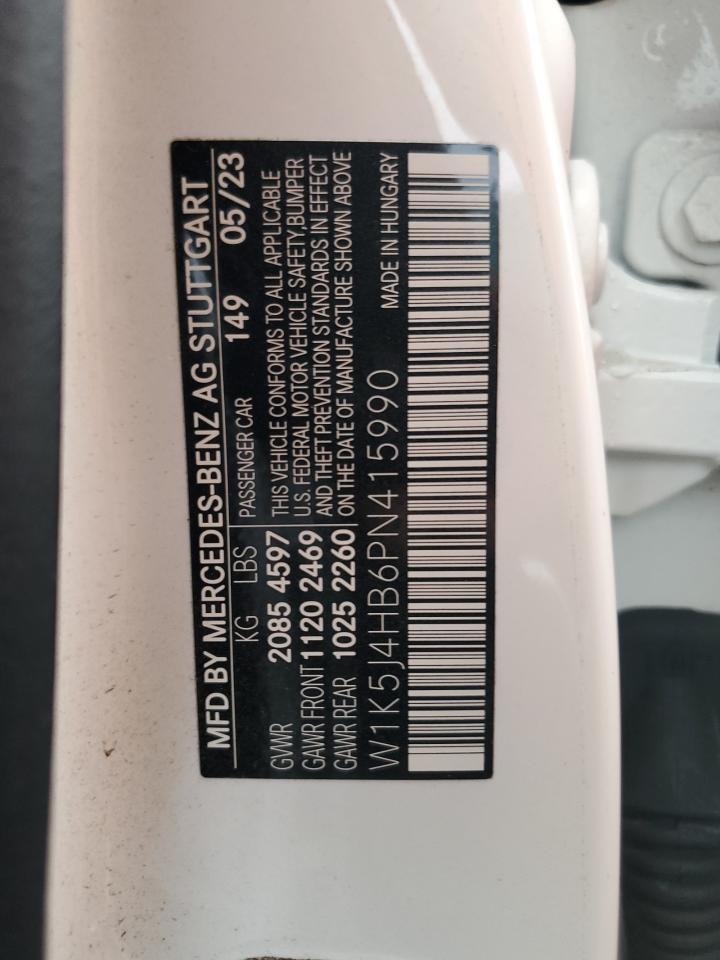 MFD BY MERCEDES-BENZ AG STUTTGART
KG LBS PASSENGER CAR 149 05/23
GVWR 2085 4597 THIS VEHICLE CONFORMS TO ALL APPLICABLE
U.S. FEDERAL MOTOR VEHICLE SAFETY,BUMPER
GAWR FRONT 1120 2469 AND THEFT PREVENTION STANDARDS IN EFFECT
GAWR REAR 1025 2260 ON THE DATE OF MANUFACTURE SHOWN ABOVE
W1K5J4HB6PN415990 MADE IN HUNGARY